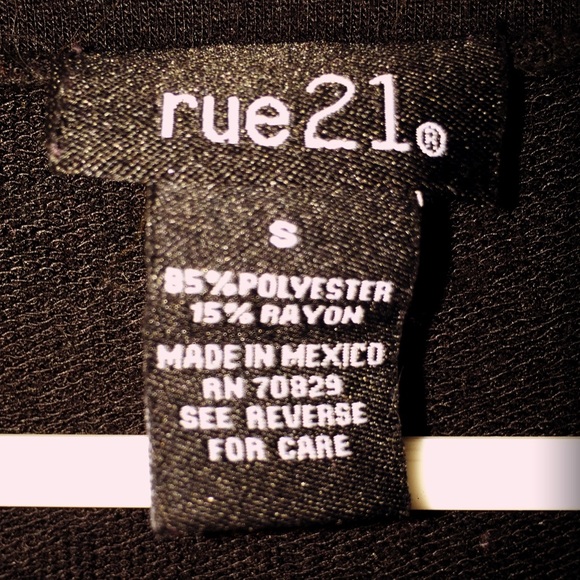 rue21®
S
85% POLYESTER
15% RAYON
MADE IN MEXICO
RN 70829
SEE REVERSE
FOR CARE